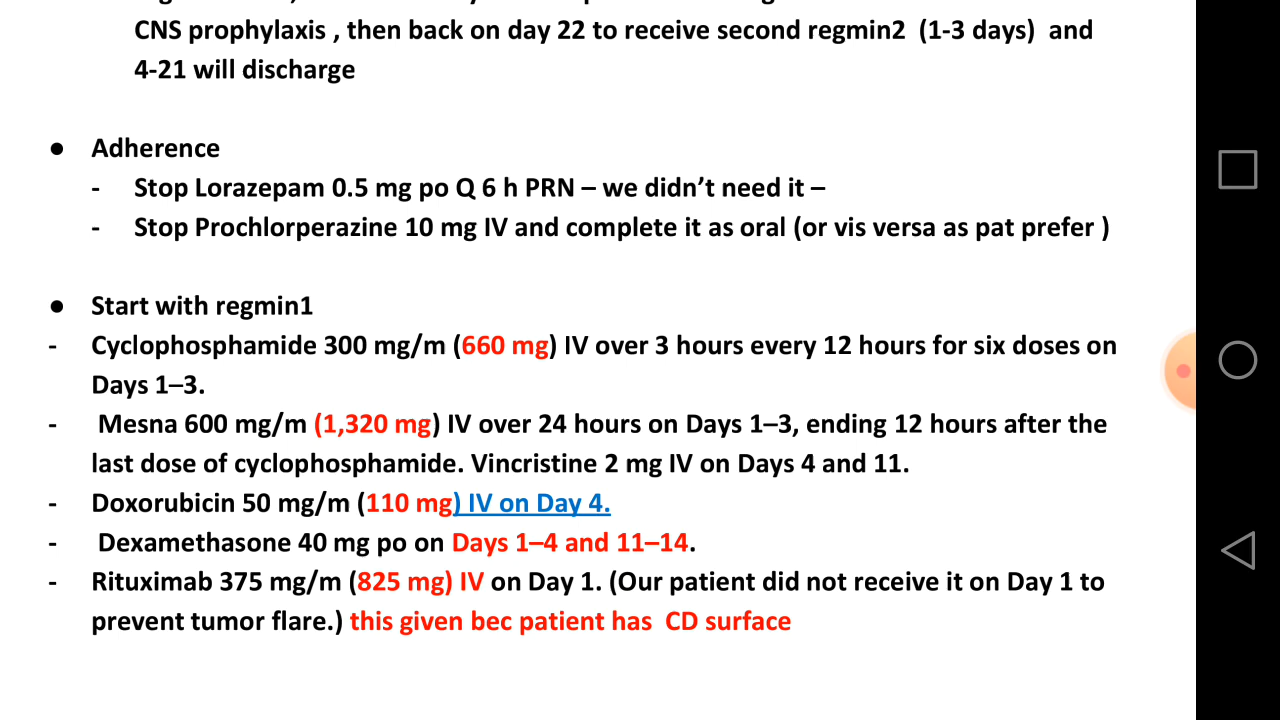 CNS prophylaxis , then back on day 22 to receive second regmin2 (1-3 days) and
4-21 will discharge
● Adherence
- Stop Lorazepam 0.5 mg po Q 6 h PRN – we didn’t need it –
- Stop Prochlorperazine 10 mg IV and complete it as oral (or vis versa as pat prefer )
● Start with regmin1
- Cyclophosphamide 300 mg/m (660 mg) IV over 3 hours every 12 hours for six doses on
Days 1–3.
- Mesna 600 mg/m (1,320 mg) IV over 24 hours on Days 1–3, ending 12 hours after the
last dose of cyclophosphamide. Vincristine 2 mg IV on Days 4 and 11.
- Doxorubicin 50 mg/m (110 mg) IV on Day 4.
- Dexamethasone 40 mg po on Days 1–4 and 11–14.
- Rituximab 375 mg/m (825 mg) IV on Day 1. (Our patient did not receive it on Day 1 to
prevent tumor flare.) this given bec patient has CD surface